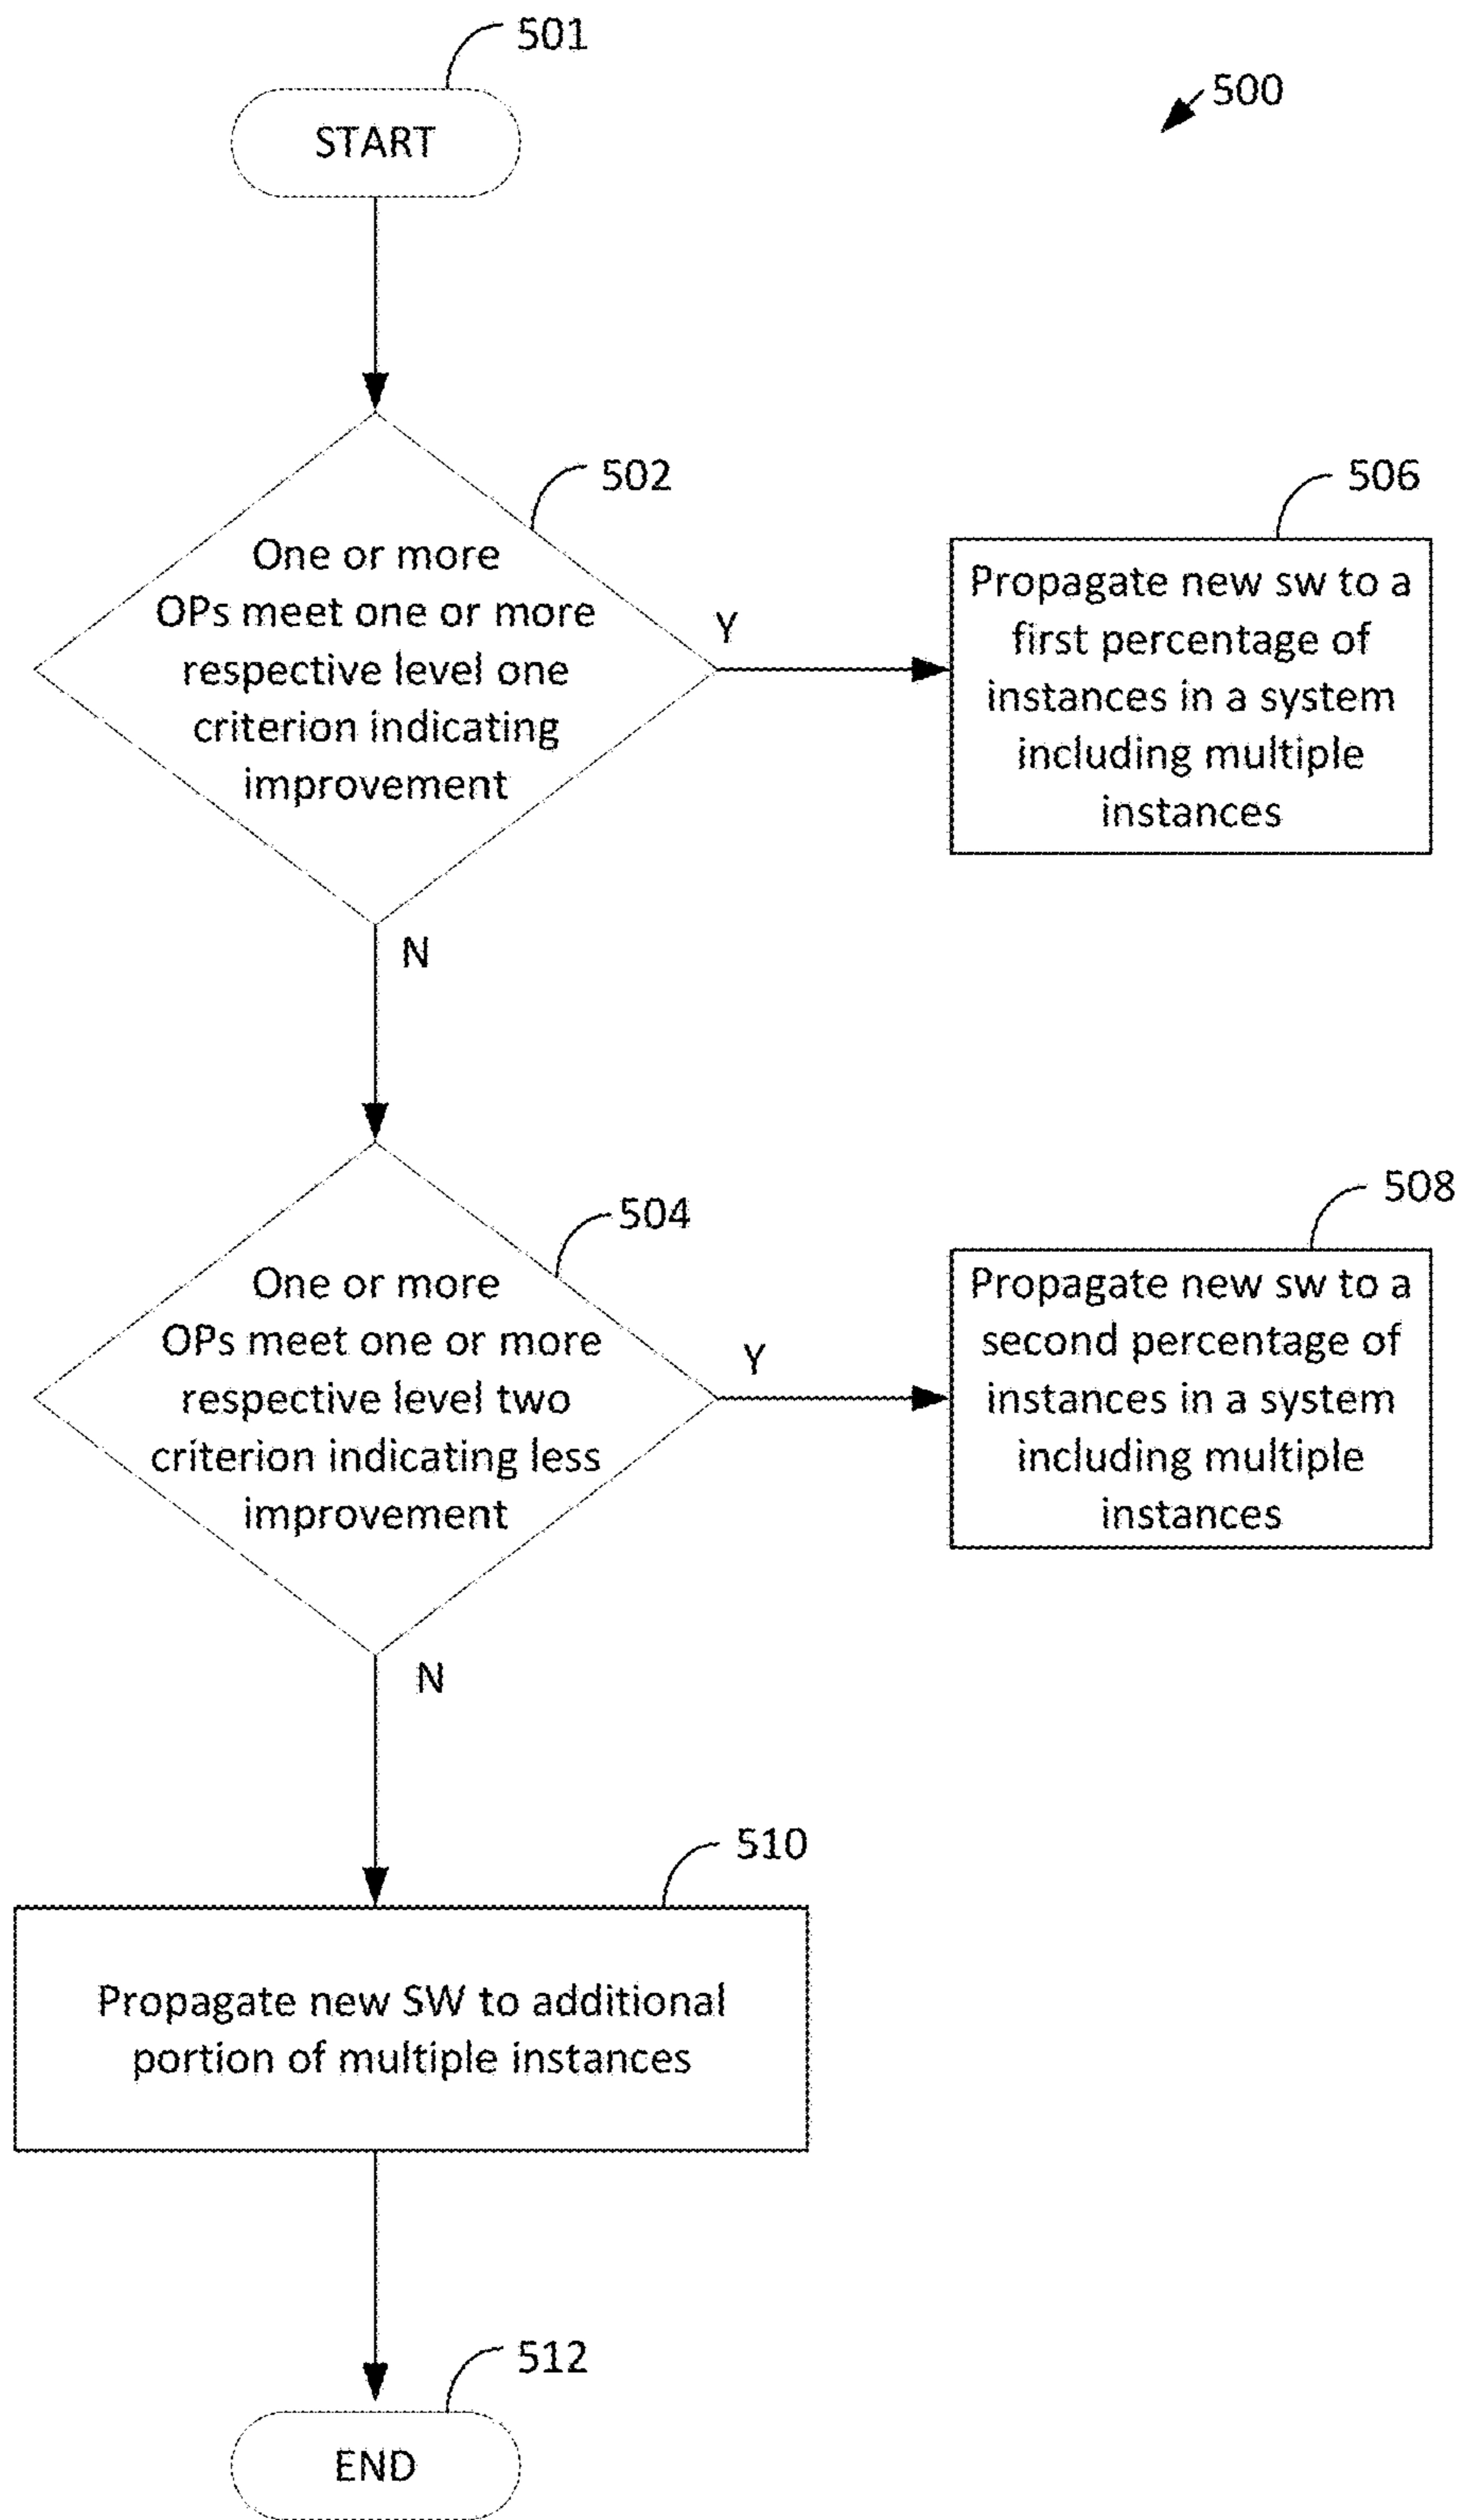 501
500
START
502
506
One or more
OPs meet one or more
respective level one
criterion indicating
improvement
Y
Propagate new sw to a
first percentage of
instances in a system
including multiple
instances
N
504
508
One or more
OPs meet one or more
respective level two
criterion indicating less
improvement
Y
Propagate new sw to a
second percentage of
instances in a system
including multiple
instances
N
510
Propagate new SW to additional
portion of multiple instances
512
END